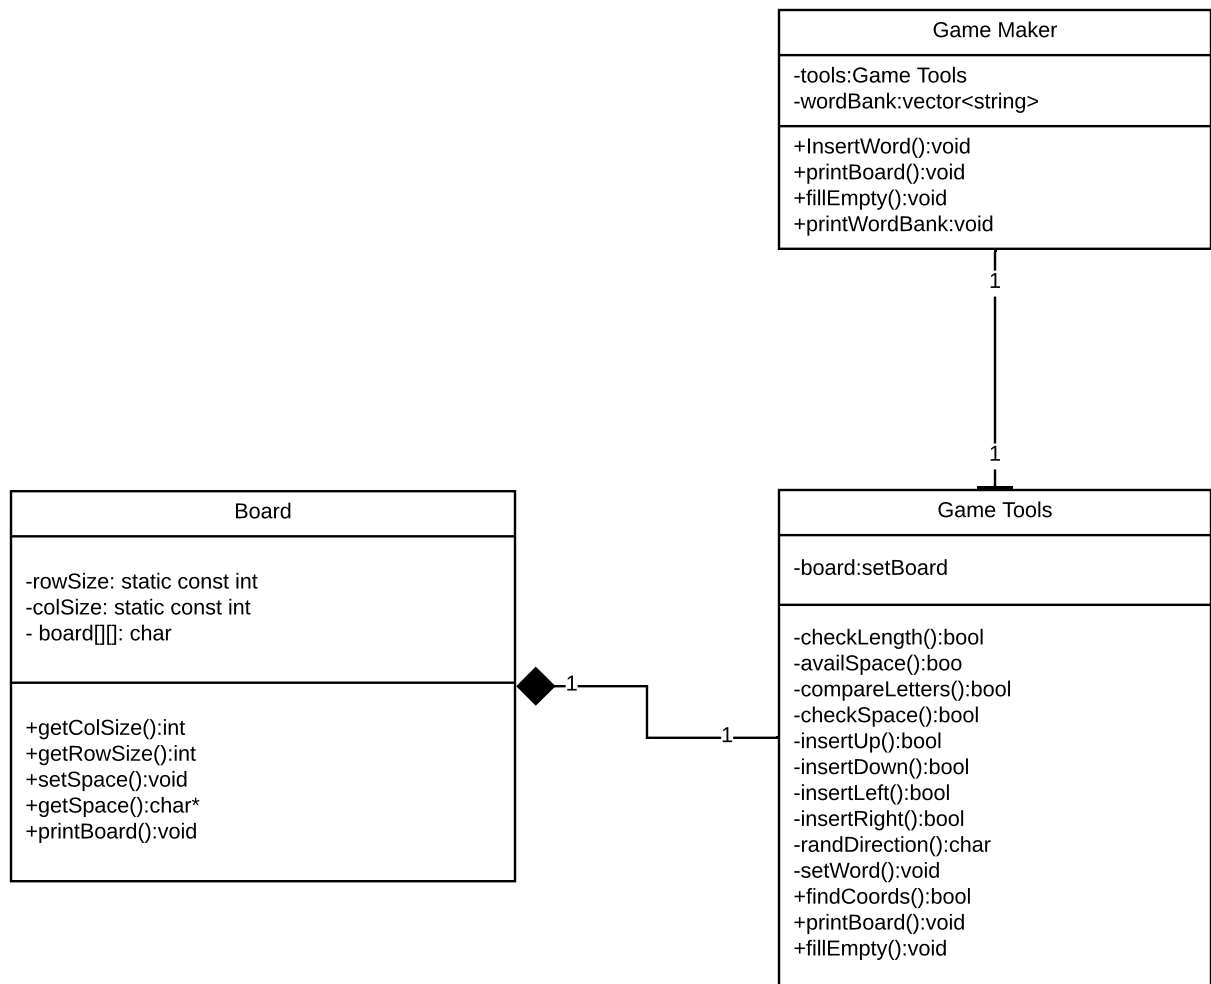 Game Maker
-tools:Game Tools
-wordBank:vector<string>
+InsertWord():void
+printBoard():void
+fillEmpty():void
+printWordBank:void
1
1
Board
-rowSize: static const int
-colSize: static const int
- board[][]: char
+getColSize():int
+getRowSize():int
+setSpace():void
+getSpace():char*
+printBoard():void
1
1
Game Tools
-board:setBoard
-checkLength():bool
-availSpace():boo
-compareLetters():bool
-checkSpace():bool
-insertUp():bool
-insertDown():bool
-insertLeft():bool
-insertRight():bool
-randDirection():char
-setWord():void
+findCoords():bool
+printBoard():void
+fillEmpty():void